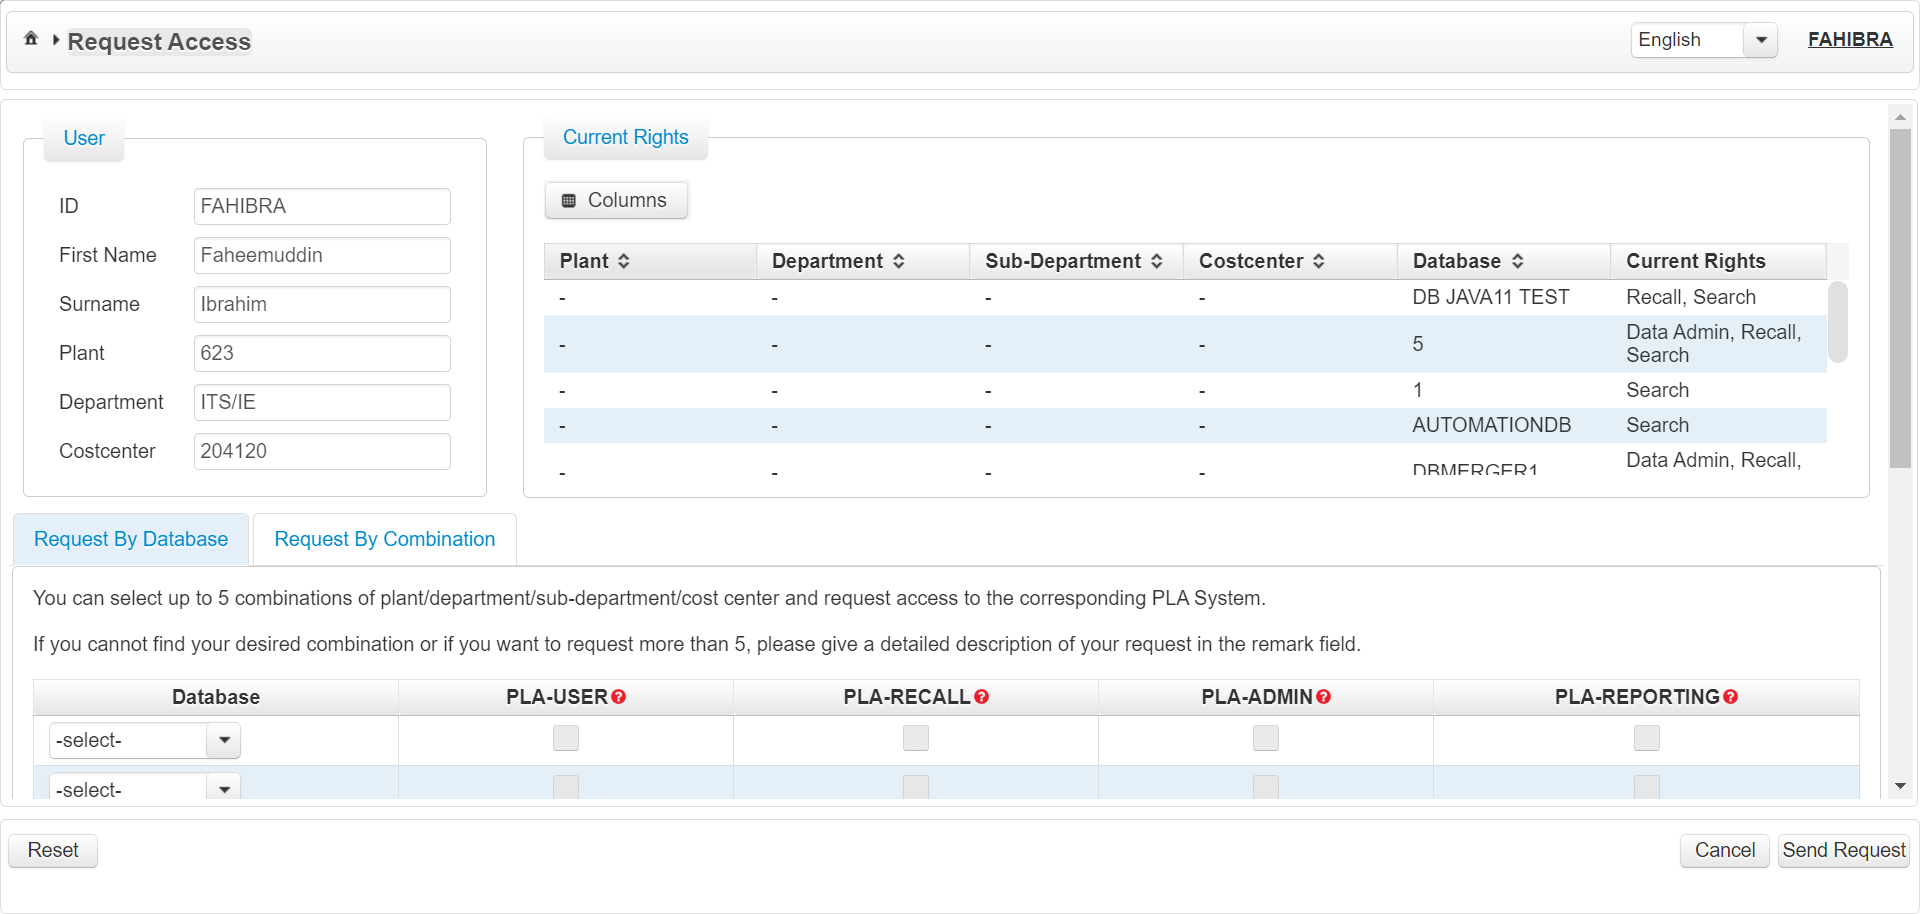 Request Access
English
FAHIBRA
User
ID
FAHIBRA
First Name
Faheemuddin
Surname
Ibrahim
Plant
623
Department
ITS/IE
Costcenter
204120
Current Rights
Columns
Plant Department Sub-Department Costcenter Database Current Rights
- - - - DB JAVA11 TEST Recall, Search
- - - - 5 Data Admin, Recall, Search
- - - - 1 Search
- - - - AUTOMATIONDB Search
- - - - DBMERGER1 Data Admin, Recall,
Request By Database
Request By Combination
You can select up to 5 combinations of plant/department/sub-department/cost center and request access to the corresponding PLA System.
If you cannot find your desired combination or if you want to request more than 5, please give a detailed description of your request in the remark field.
Database PLA-USER? PLA-RECALL? PLA-ADMIN? PLA-REPORTING?
-select-
-select-
Reset
Cancel
Send Request